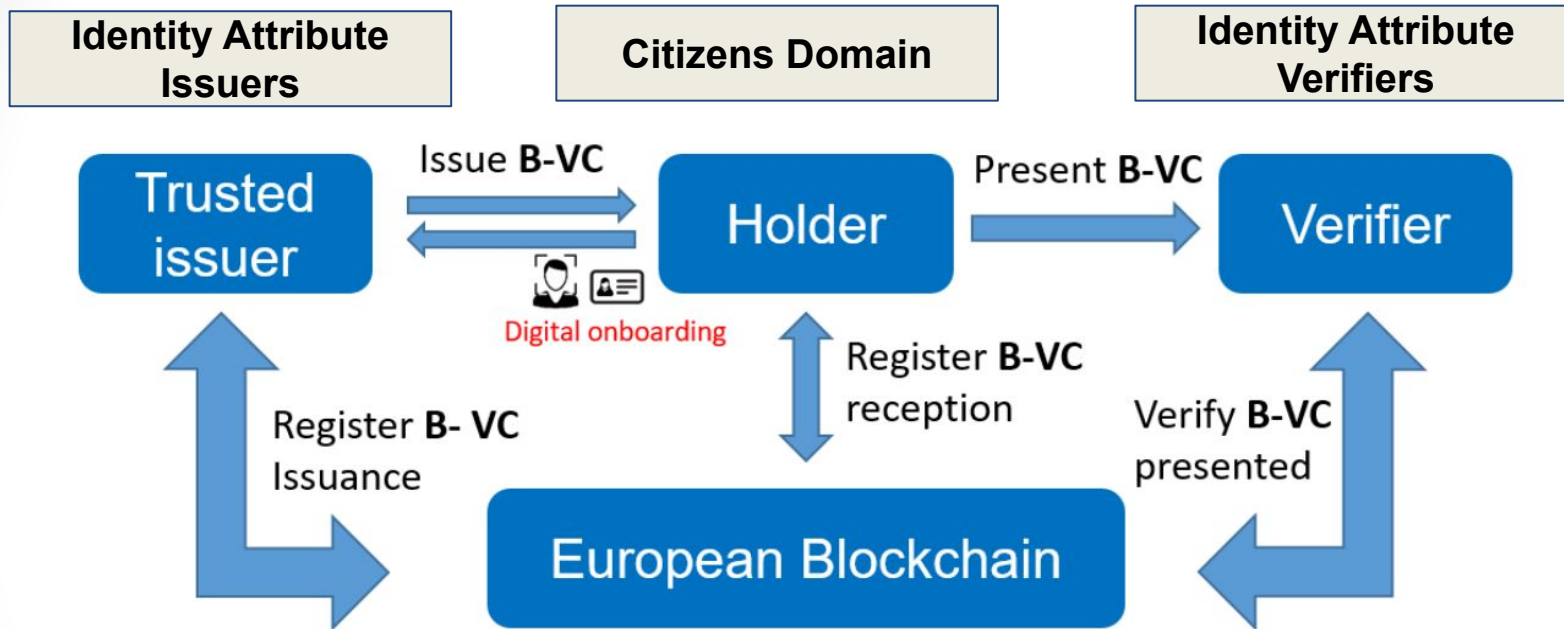 Identity Attribute
Issuers
Citizens Domain
Identity Attribute
Verifiers
Trusted
issuer
Issue B-VC
Digital onboarding
Holder
Present B-VC
Verifier
Register B- VC
Issuance
Register B-VC
reception
Verify B-VC
presented
European Blockchain